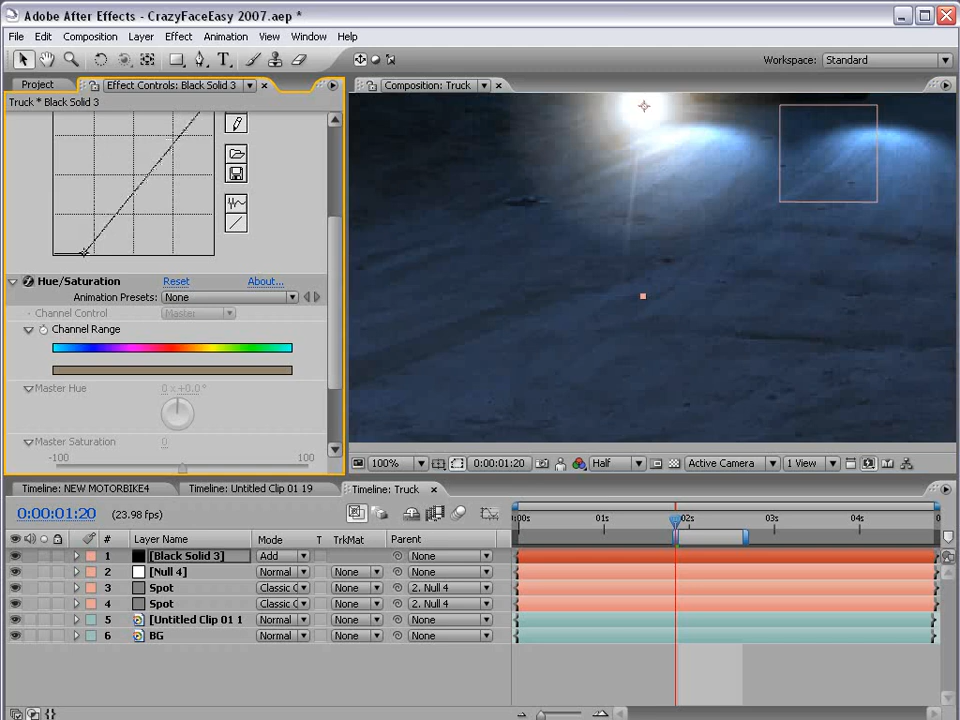 Adobe After Effects - CrazyFaceEasy 2007.aep *
File Edit Composition Layer Effect Animation View Window Help
Workspace: Standard
Project Effect Controls: Black Solid 3 Composition: Truck
Truck * Black Solid 3
Hue/Saturation Reset About...
Animation Presets: None
Channel Control Master
Channel Range
Master Hue 0 x +0.0°
Master Saturation 0
-100 100
100% 0:00:01:20 Half Active Camera 1 View
Timeline: NEW MOTORBIKE4 Timeline: Untitled Clip 01 19 Timeline: Truck
0:00:01:20 (23.98 fps)
0:00s 01s 02s 03s 04s 0
# Layer Name Mode T TrkMat Parent
1 [Black Solid 3] Add None
2 [Null 4] Normal None None
3 Spot Classic C None 2. Null 4
4 Spot Classic C None 2. Null 4
5 [Untitled Clip 01 1 Normal None None
6 BG Normal None None